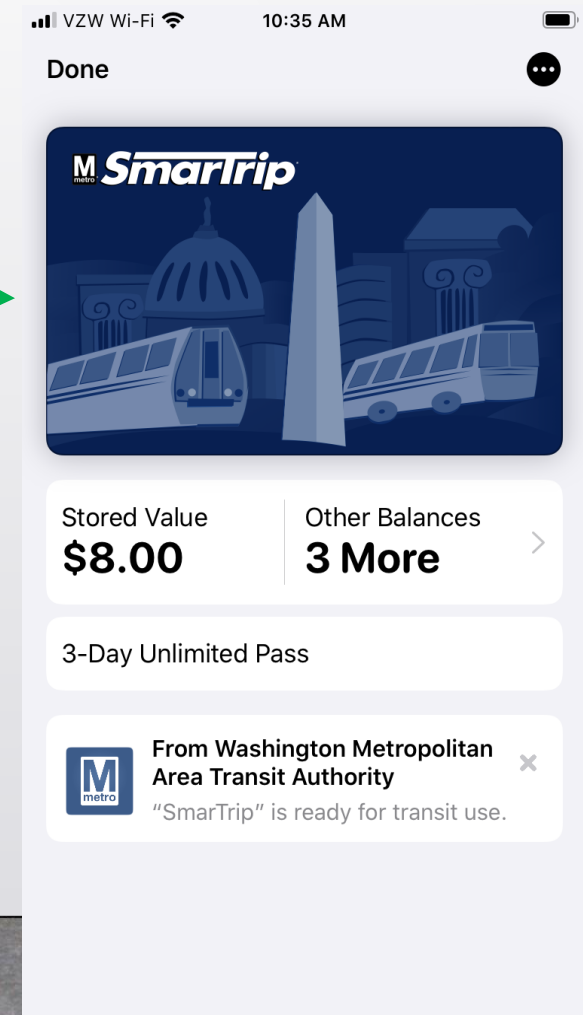 VZW Wi-Fi 10:35 AM
Done
M metro SmarTrip
Stored Value
$8.00
Other Balances
3 More
3-Day Unlimited Pass
M
metro
From Washington Metropolitan
Area Transit Authority
“SmarTrip” is ready for transit use.